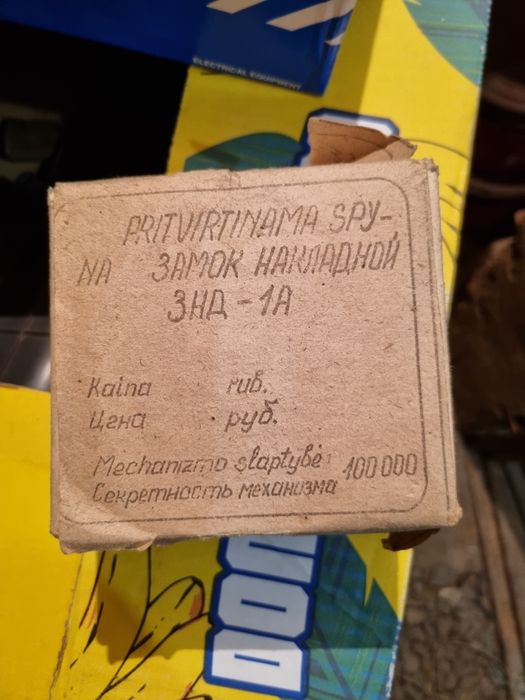 ELECTRICAL EQUIPMENT
PRITVIRTINAMA SPY-
NA ЗАМОК НАКЛАДНОЙ
ЗНД-1А
Kaina rub.
Цена руб.
Mechanizmo slaptybė 100 000
Секретность механизма